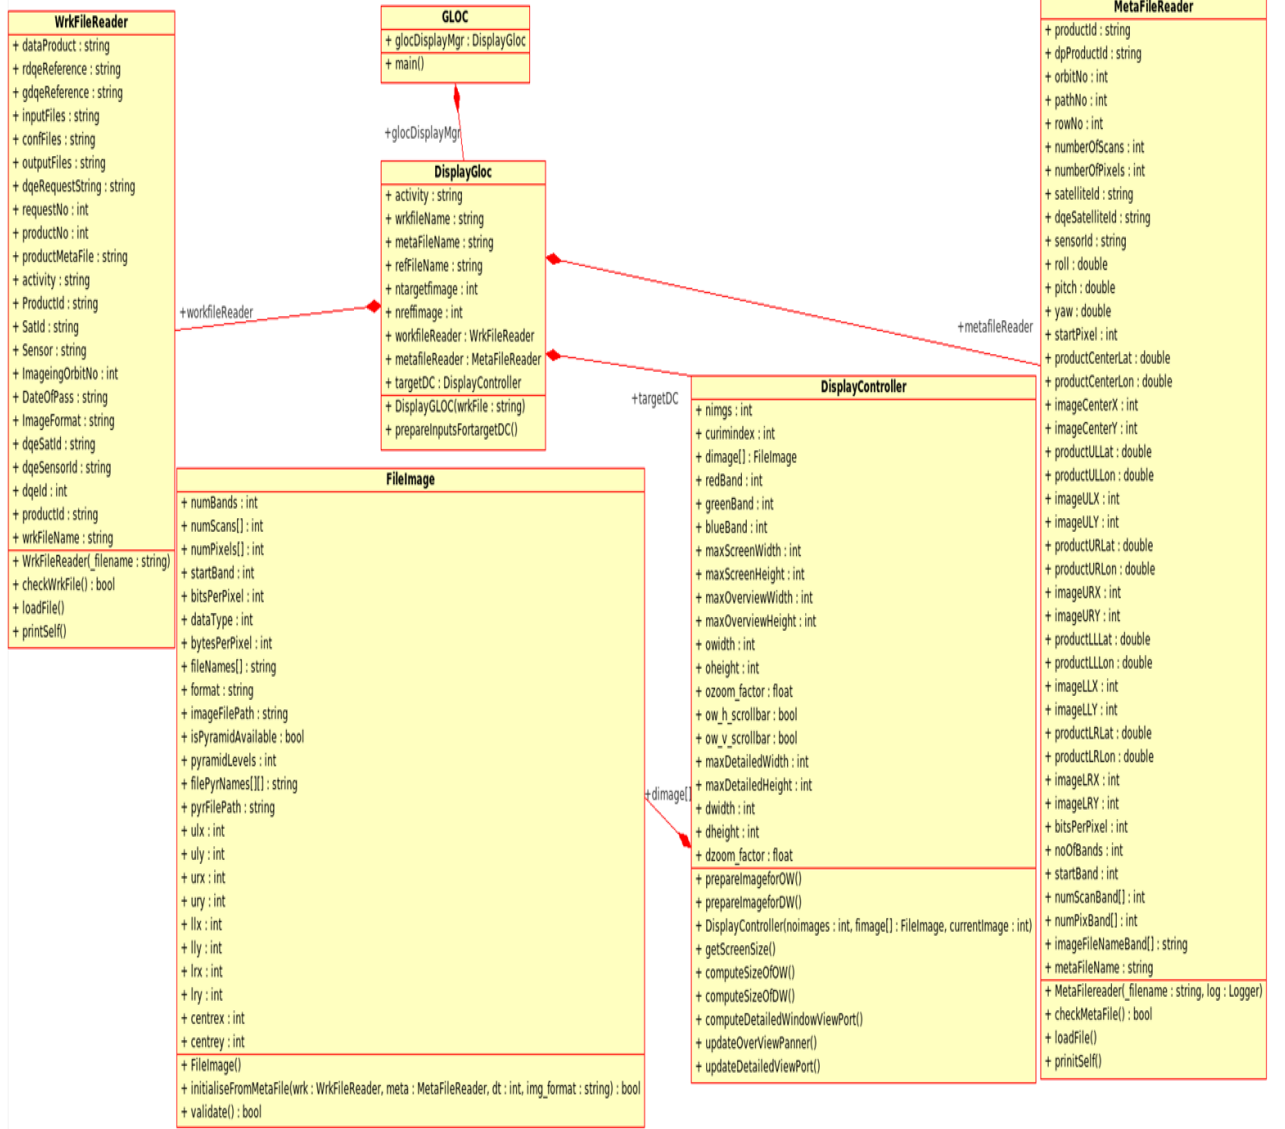 WrkFileReader
+ dataProduct : string
+ rdqeReference : string
+ gdqeReference : string
+ inputFiles : string
+ confFiles : string
+ outputFiles : string
+ dqeRequestString : string
+ requestNo : int
+ productNo : int
+ productMetaFile : string
+ activity : string
+ ProductId : string
+ SatId : string
+ Sensor : string
+ ImageingOrbitNo : int
+ DateOfPass : string
+ ImageFormat : string
+ dqeSatId : string
+ dqeSensorId : string
+ dqeId : int
+ productId : string
+ wrkFileName : string
+ WrkFileReader(_filename : string)
+ checkWrkFile() : bool
+ loadFile()
+ printSelf()
GLOC
+ glocDisplayMgr : DisplayGloc
+ main()
+glocDisplayMgr
DisplayGloc
+ activity : string
+ wrkfileName : string
+ metaFileName : string
+ refFileName : string
+ ntargetfimage : int
+ nreffimage : int
+ workfileReader : WrkFileReader
+ metafileReader : MetaFileReader
+ targetDC : DisplayController
+ DisplayGLOC(wrkFile : string)
+ prepareInputsFortargetDC()
+workfileReader
+metafileReader
+targetDC
FileImage
+ numBands : int
+ numScans[] : int
+ numPixels[] : int
+ startBand : int
+ bitsPerPixel : int
+ dataType : int
+ bytesPerPixel : int
+ fileNames[] : string
+ format : string
+ imageFilePath : string
+ isPyramidAvailable : bool
+ pyramidLevels : int
+ filePyrNames[][] : string
+ pyrFilePath : string
+ ulx : int
+ uly : int
+ urx : int
+ ury : int
+ llx : int
+ lly : int
+ lrx : int
+ lry : int
+ centrex : int
+ centrey : int
+ FileImage()
+ initialiseFromMetaFile(wrk : WrkFileReader, meta : MetaFileReader, dt : int, img_format : string) : bool
+ validate() : bool
+dimage[]
DisplayController
+ nimgs : int
+ curimindex : int
+ dimage[] : FileImage
+ redBand : int
+ greenBand : int
+ blueBand : int
+ maxScreenWidth : int
+ maxScreenHeight : int
+ maxOverviewWidth : int
+ maxOverviewHeight : int
+ owidth : int
+ oheight : int
+ ozoom_factor : float
+ ow_h_scrollbar : bool
+ ow_v_scrollbar : bool
+ maxDetailedWidth : int
+ maxDetailedHeight : int
+ dwidth : int
+ dheight : int
+ dzoom_factor : float
+ prepareImageforOW()
+ prepareImageforDW()
+ DisplayController(noimages : int, fimage[] : FileImage, currentImage : int)
+ getScreenSize()
+ computeSizeOfOW()
+ computeSizeOfDW()
+ computeDetailedWindowViewPort()
+ updateOverViewPanner()
+ updateDetailedViewPort()
MetaFileReader
+ productId : string
+ dpProductId : string
+ orbitNo : int
+ pathNo : int
+ rowNo : int
+ numberOfScans : int
+ numberOfPixels : int
+ satelliteId : string
+ dqeSatelliteId : string
+ sensorId : string
+ roll : double
+ pitch : double
+ yaw : double
+ startPixel : int
+ productCenterLat : double
+ productCenterLon : double
+ imageCenterX : int
+ imageCenterY : int
+ productULLat : double
+ productULLon : double
+ imageULX : int
+ imageULY : int
+ productURLat : double
+ productURLon : double
+ imageURX : int
+ imageURY : int
+ productLLLat : double
+ productLLLon : double
+ imageLLX : int
+ imageLLY : int
+ productLRLat : double
+ productLRLon : double
+ imageLRX : int
+ imageLRY : int
+ bitsPerPixel : int
+ noOfBands : int
+ startBand : int
+ numScanBand[] : int
+ numPixBand[] : int
+ imageFileNameBand[] : string
+ metaFileName : string
+ MetaFilereader(_filename : string, log : Logger)
+ checkMetaFile() : bool
+ loadFile()
+ prinitSelf()